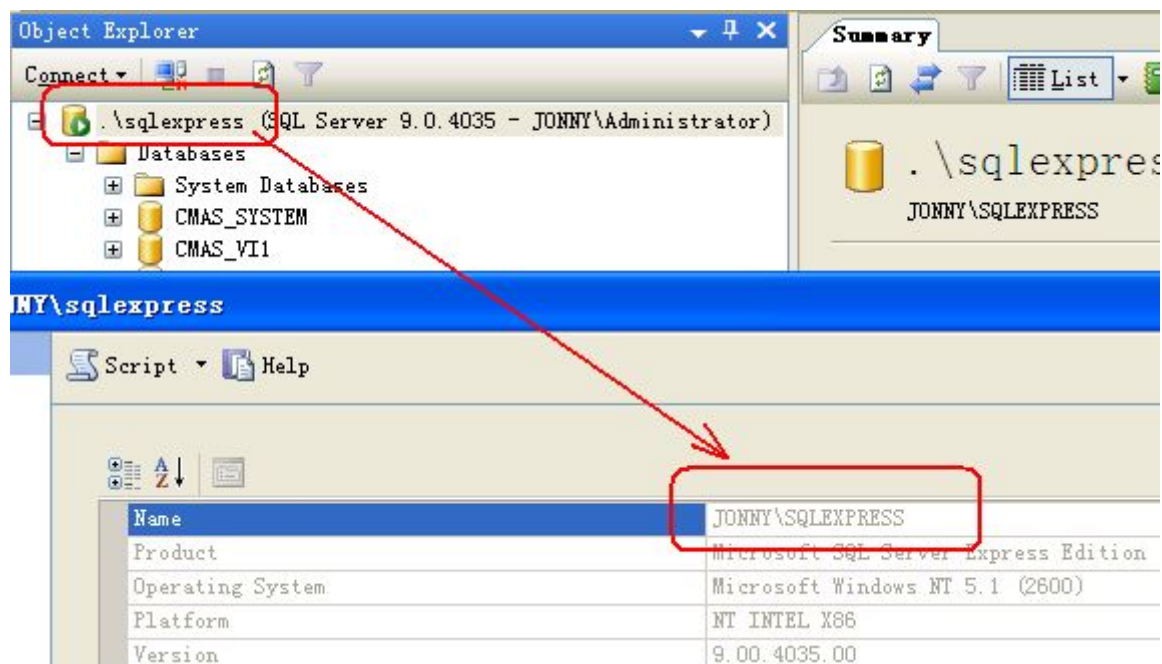 Object Explorer
Connect
.\sqlexpress (SQL Server 9.0.4035 - JONNY\Administrator)
Databases
System Databases
CMAS_SYSTEM
CMAS_VI1
Summary
List
.\sqlexpres
JONNY\SQLEXPRESS
NNY\sqlexpress
Script
Help
Name JONNY\SQLEXPRESS
Product Microsoft SQL Server Express Edition
Operating System Microsoft Windows NT 5.1 (2600)
Platform NT INTEL X86
Version 9.00.4035.00